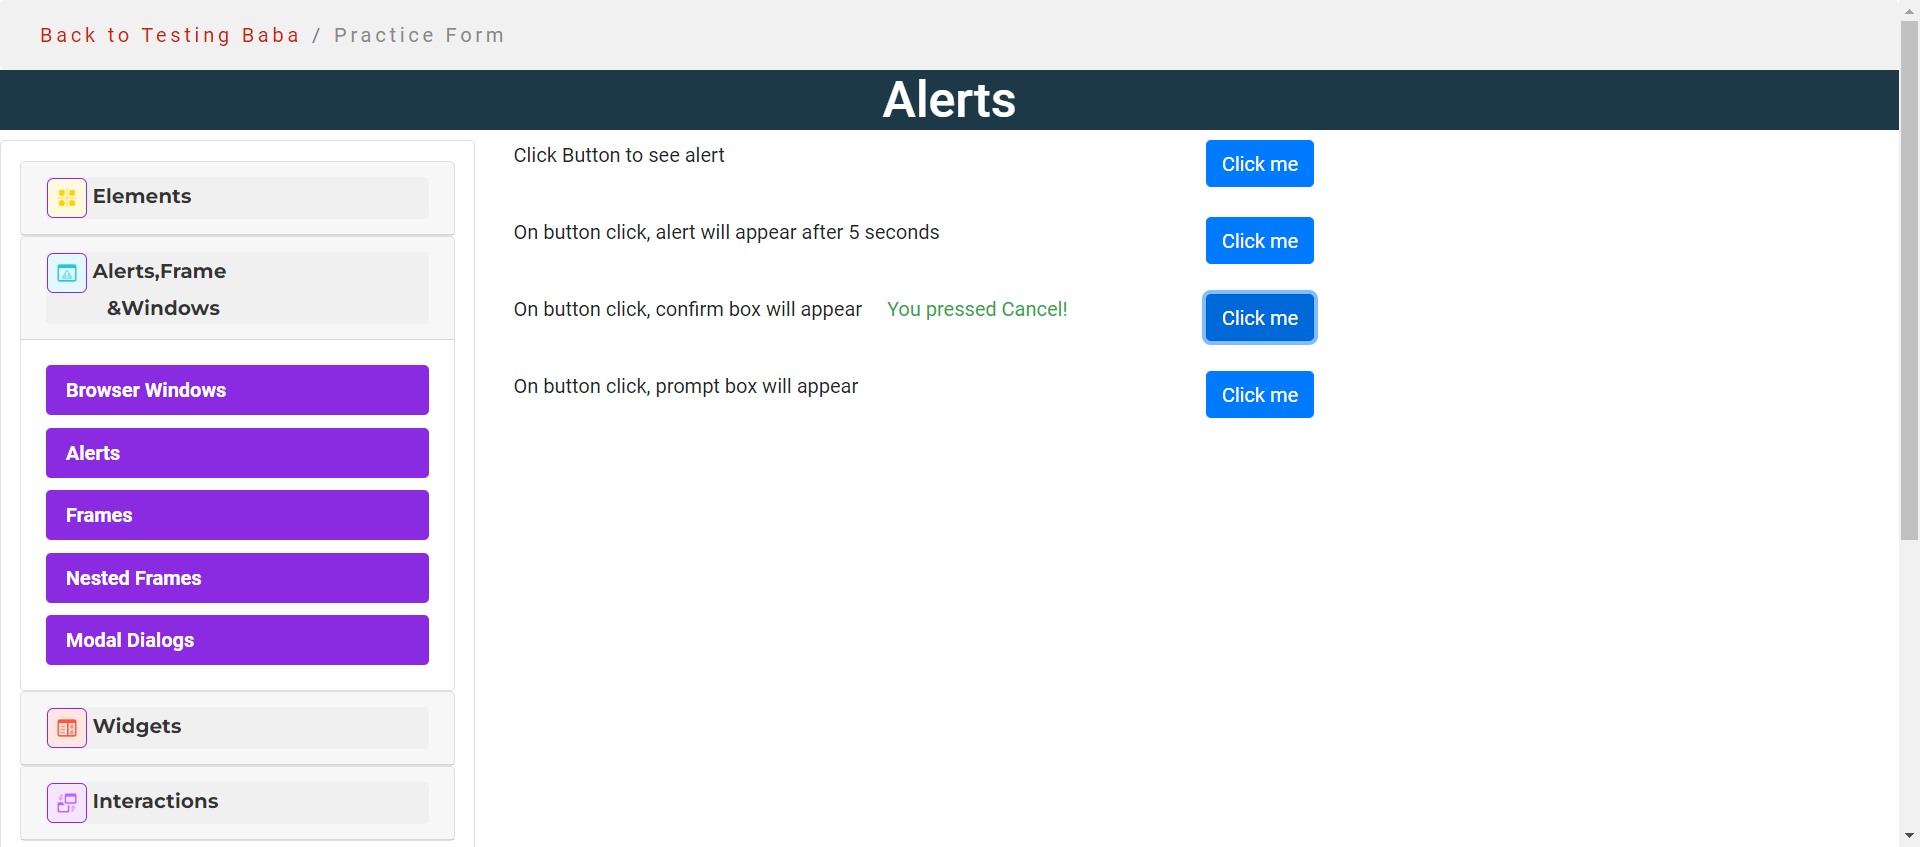 Back to Testing Baba / Practice Form
Alerts
Elements
Alerts,Frame
&Windows
Browser Windows
Alerts
Frames
Nested Frames
Modal Dialogs
Widgets
Interactions
Click Button to see alert
Click me
On button click, alert will appear after 5 seconds
Click me
On button click, confirm box will appear You pressed Cancel!
Click me
On button click, prompt box will appear
Click me